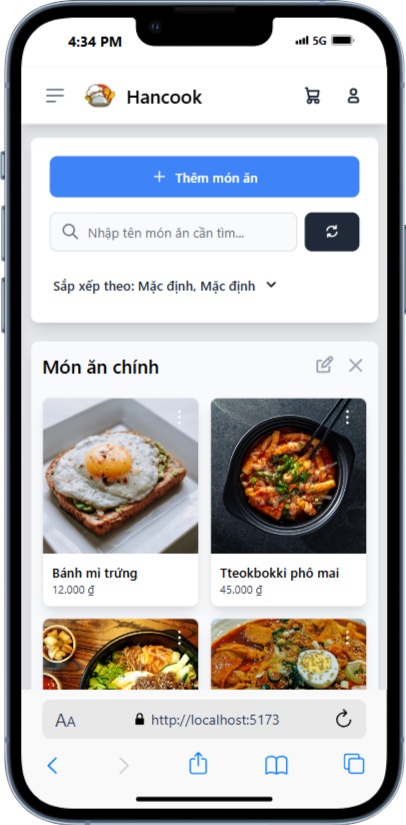 4:34 PM
5G
Hancook
Thêm món ăn
Nhập tên món ăn cần tìm...
Sắp xếp theo: Mặc định, Mặc định
Món ăn chính
Bánh mì trứng
12.000 ₫
Tteokbokki phô mai
45.000 ₫
AA
http://localhost:5173